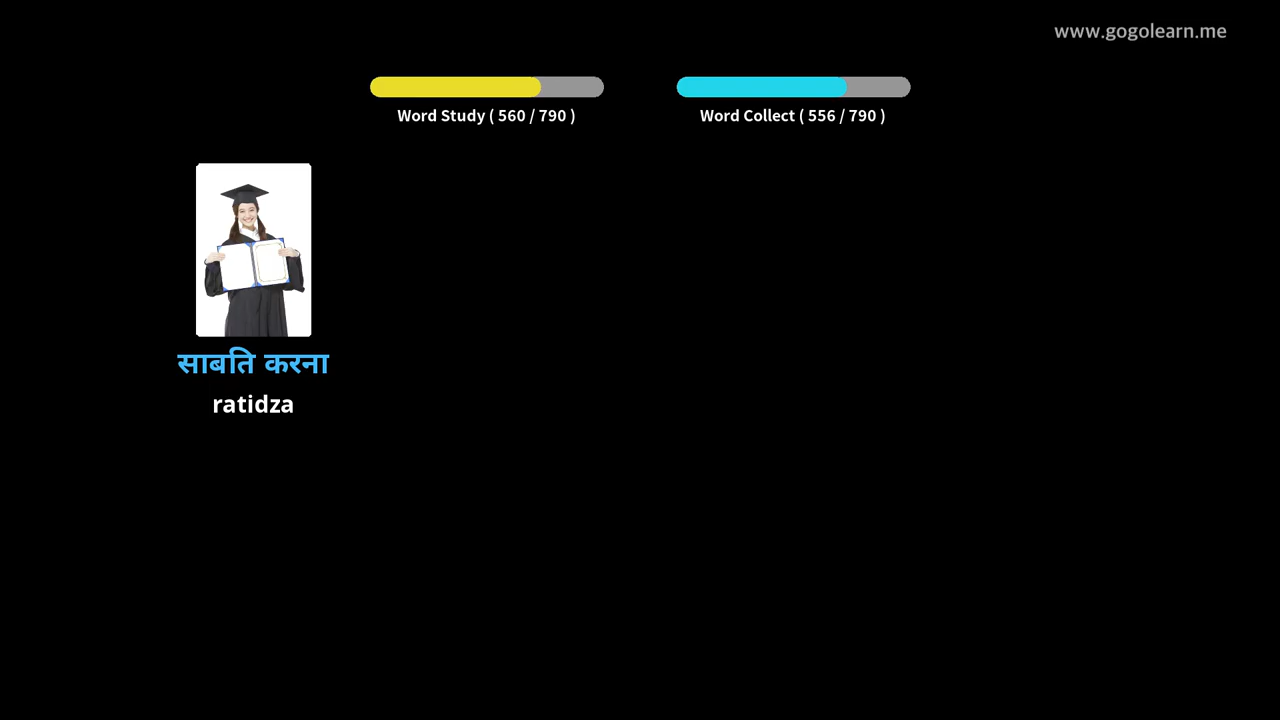 www.gogolearn.me
Word Study ( 560 / 790 )
Word Collect ( 556 / 790 )
साबति करना
ratidza